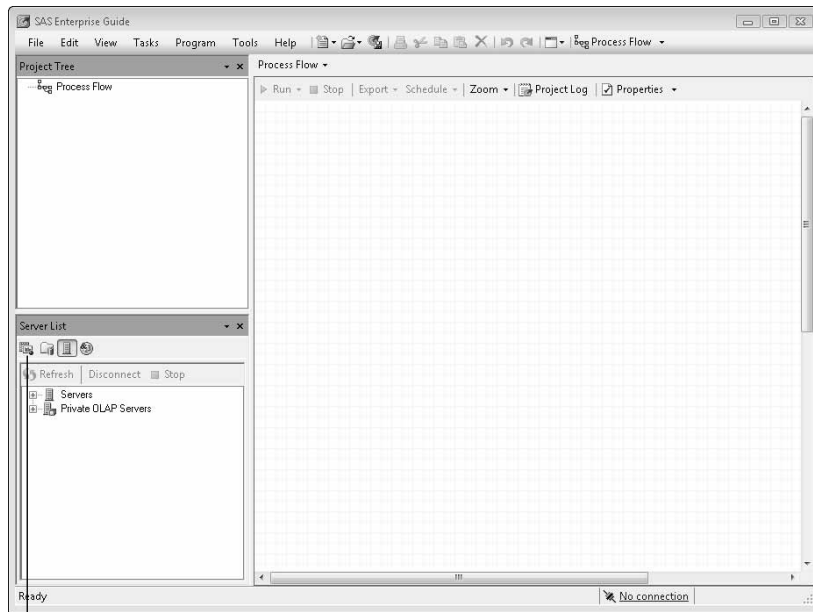 SAS Enterprise Guide
File Edit View Tasks Program Tools Help Process Flow
Project Tree
Process Flow
Process Flow
Run Stop Export Schedule Zoom Project Log Properties
Server List
Refresh Disconnect Stop
Servers
Private OLAP Servers
Ready
No connection